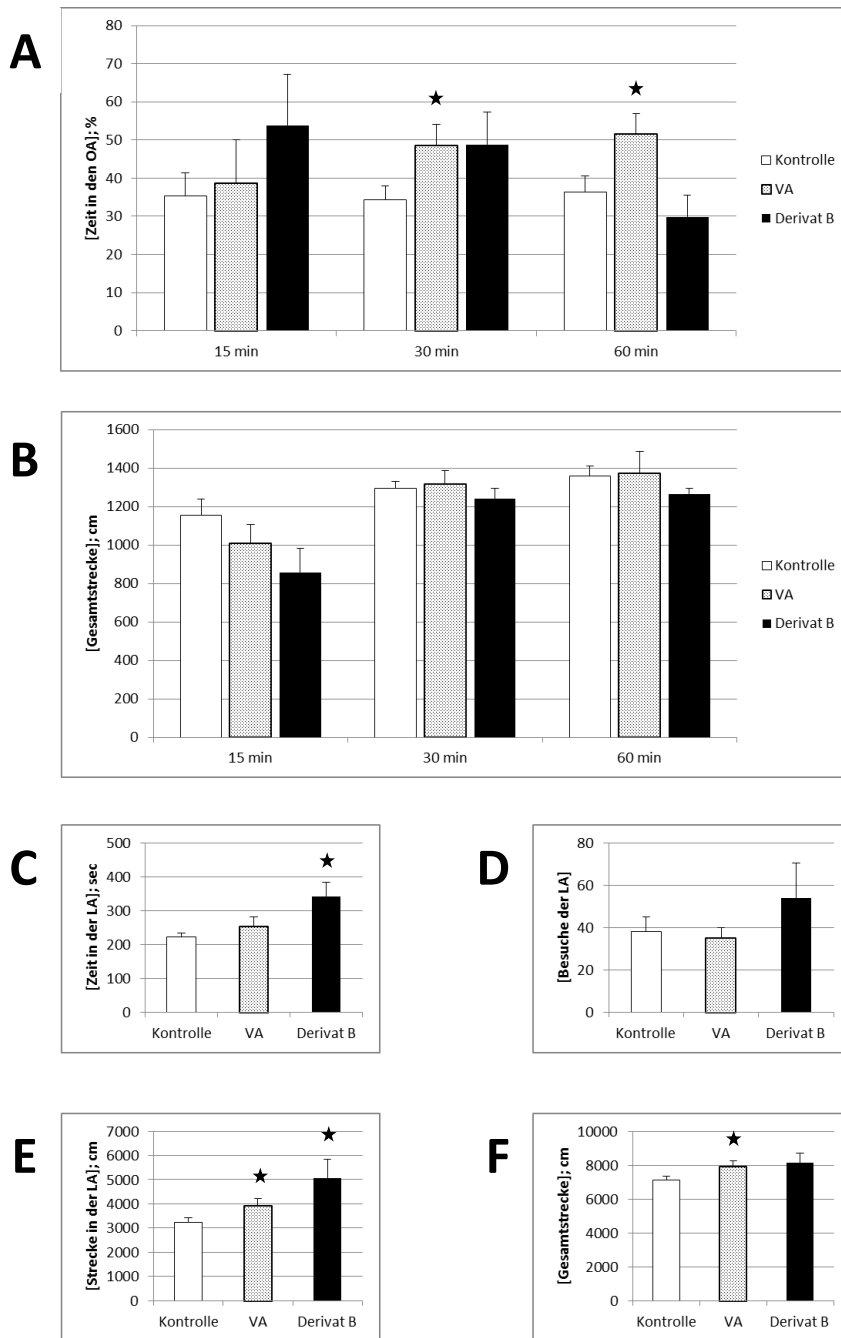 A
[Zeit in den OA]; %
80
70
60
50
40
30
20
10
0
15 min
30 min
60 min
Kontrolle
VA
Derivat B
B
[Gesamtstrecke]; cm
1600
1400
1200
1000
800
600
400
200
0
15 min
30 min
60 min
Kontrolle
VA
Derivat B
C
[Zeit in der LA]; sec
500
400
300
200
100
0
Kontrolle
VA
Derivat B
D
[Besuche der LA]
80
60
40
20
0
Kontrolle
VA
Derivat B
E
[Strecke in der LA]; cm
7000
6000
5000
4000
3000
2000
1000
0
Kontrolle
VA
Derivat B
F
[Gesamtstrecke]; cm
10000
8000
6000
4000
2000
0
Kontrolle
VA
Derivat B